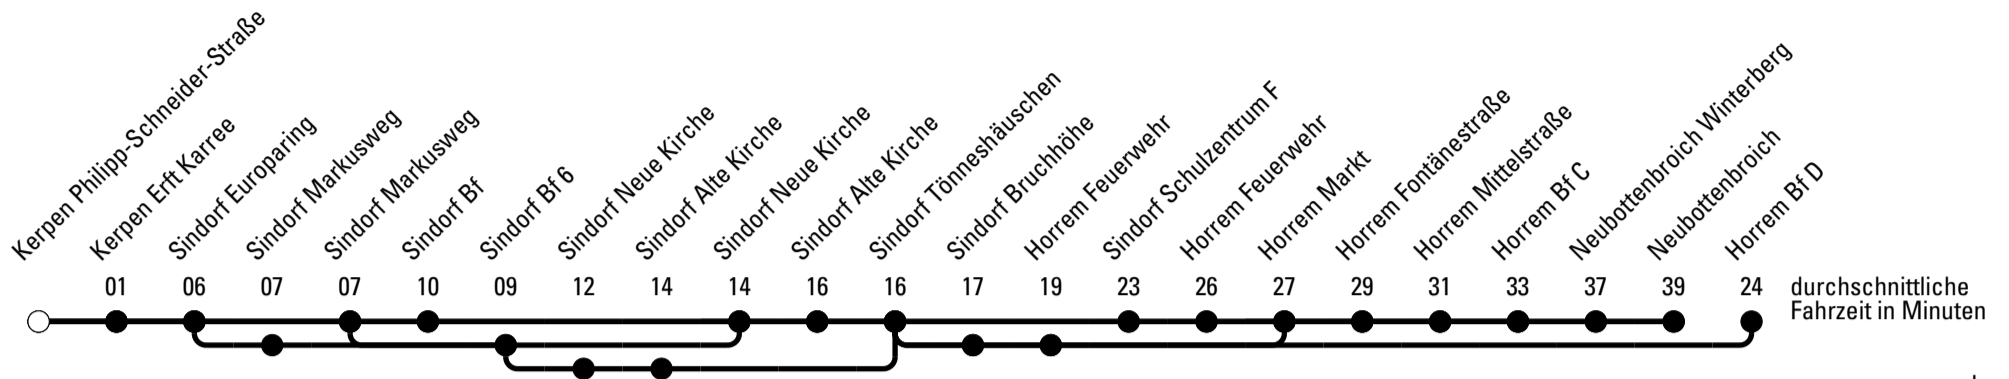 Kerpen Philipp-Schneider-Straße
Kerpen Erft Karree
Sindorf Europaring
Sindorf Markusweg
Sindorf Markusweg
Sindorf Bf
Sindorf Bf 6
Sindorf Neue Kirche
Sindorf Alte Kirche
Sindorf Neue Kirche
Sindorf Alte Kirche
Sindorf Tönneshäuschen
Sindorf Bruchhöhe
Horrem Feuerwehr
Sindorf Schulzentrum F
Horrem Feuerwehr
Horrem Markt
Horrem Fontänestraße
Horrem Mittelstraße
Horrem Bf C
Neubottenbroich Winterberg
Neubottenbroich
Horrem Bf D
01 06 07 07 10 09 12 14 14 16 16 17 19 23 26 27 29 31 33 37 39 24 durchschnittliche
Fahrzeit in Minuten